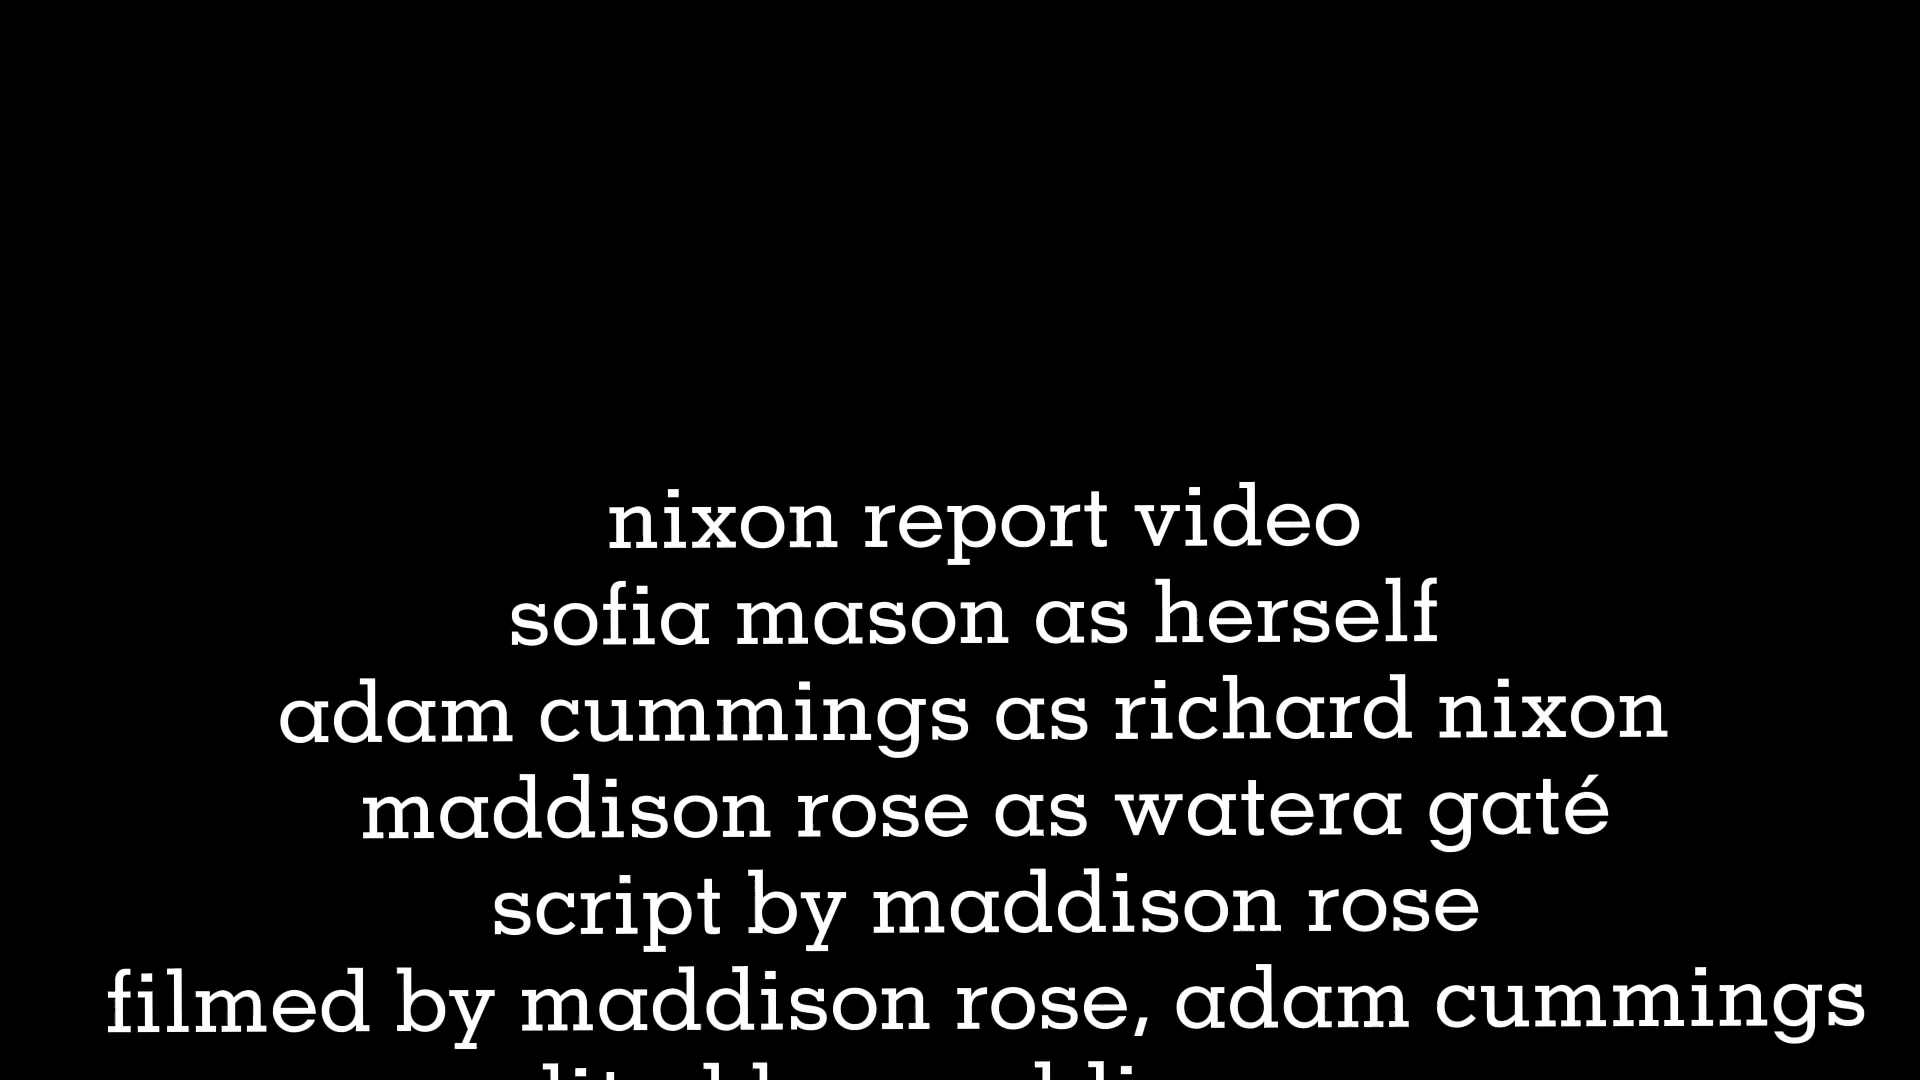 nixon report video
sofia mason as herself
adam cummings as richard nixon
maddison rose as watera gaté
script by maddison rose
filmed by maddison rose, adam cummings